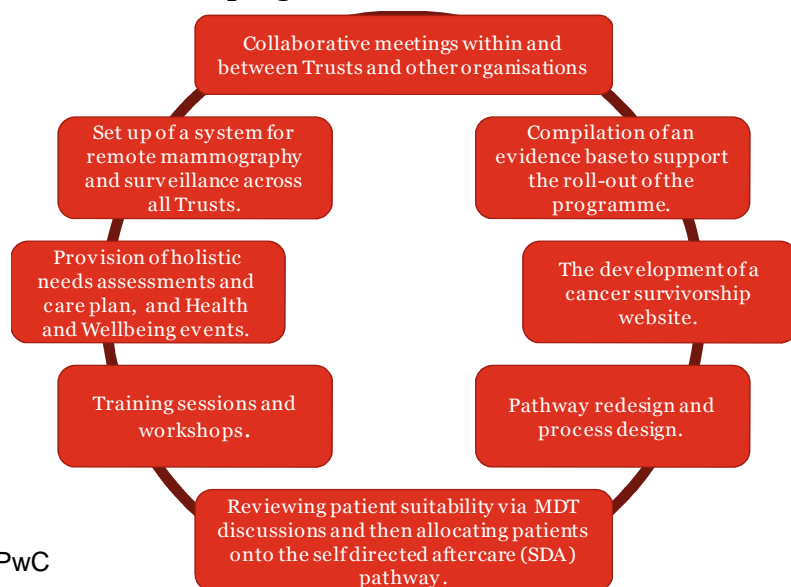 Collaborative meetings within and
between Trusts and other organisations
Set up of a system for
remote mammography
and surveillance across
all Trusts.
Compilation of an
evidence base to support
the roll-out of the
programme.
Provision of holistic
needs assessments and
care plan, and Health
and Wellbeing events.
The development of a
cancer survivorship
website.
Training sessions and
workshops.
Pathway redesign and
process design.
Reviewing patient suitability via MDT
discussions and then allocating patients
onto the self directed aftercare (SDA)
pathway.
PwC